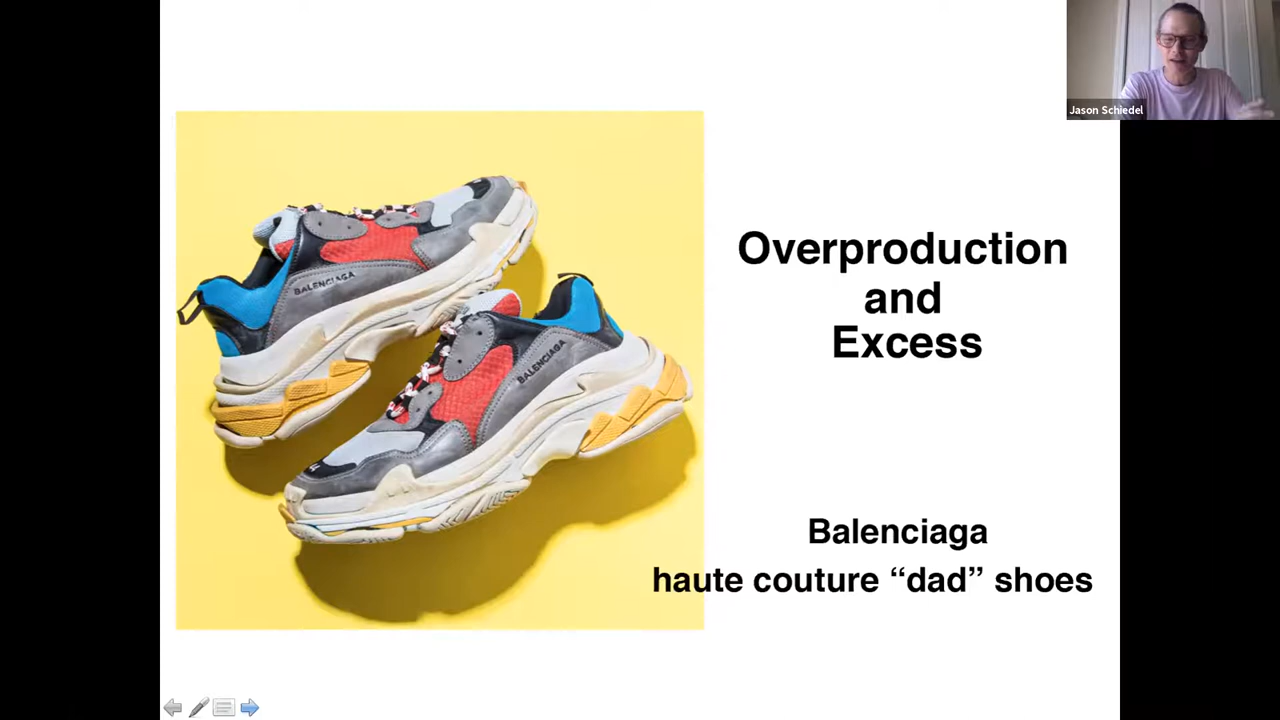 Jason Schiedel
Overproduction
and
Excess
BALENCIAGA
BALENCIAGA
Balenciaga
haute couture “dad” shoes